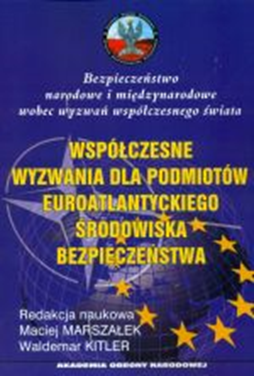 Bezpieczeństwo
narodowe i międzynarodowe
wobec wyzwań współczesnego świata
WSPÓŁCZESNE
WYZWANIA DLA PODMIOTÓW
EUROATLANTYCKIEGO
ŚRODOWISKA
BEZPIECZEŃSTWA
Redakcja naukowa
Maciej MARSZAŁEK
Waldemar KITLER
AKADEMIA OBRONY NARODOWEJ